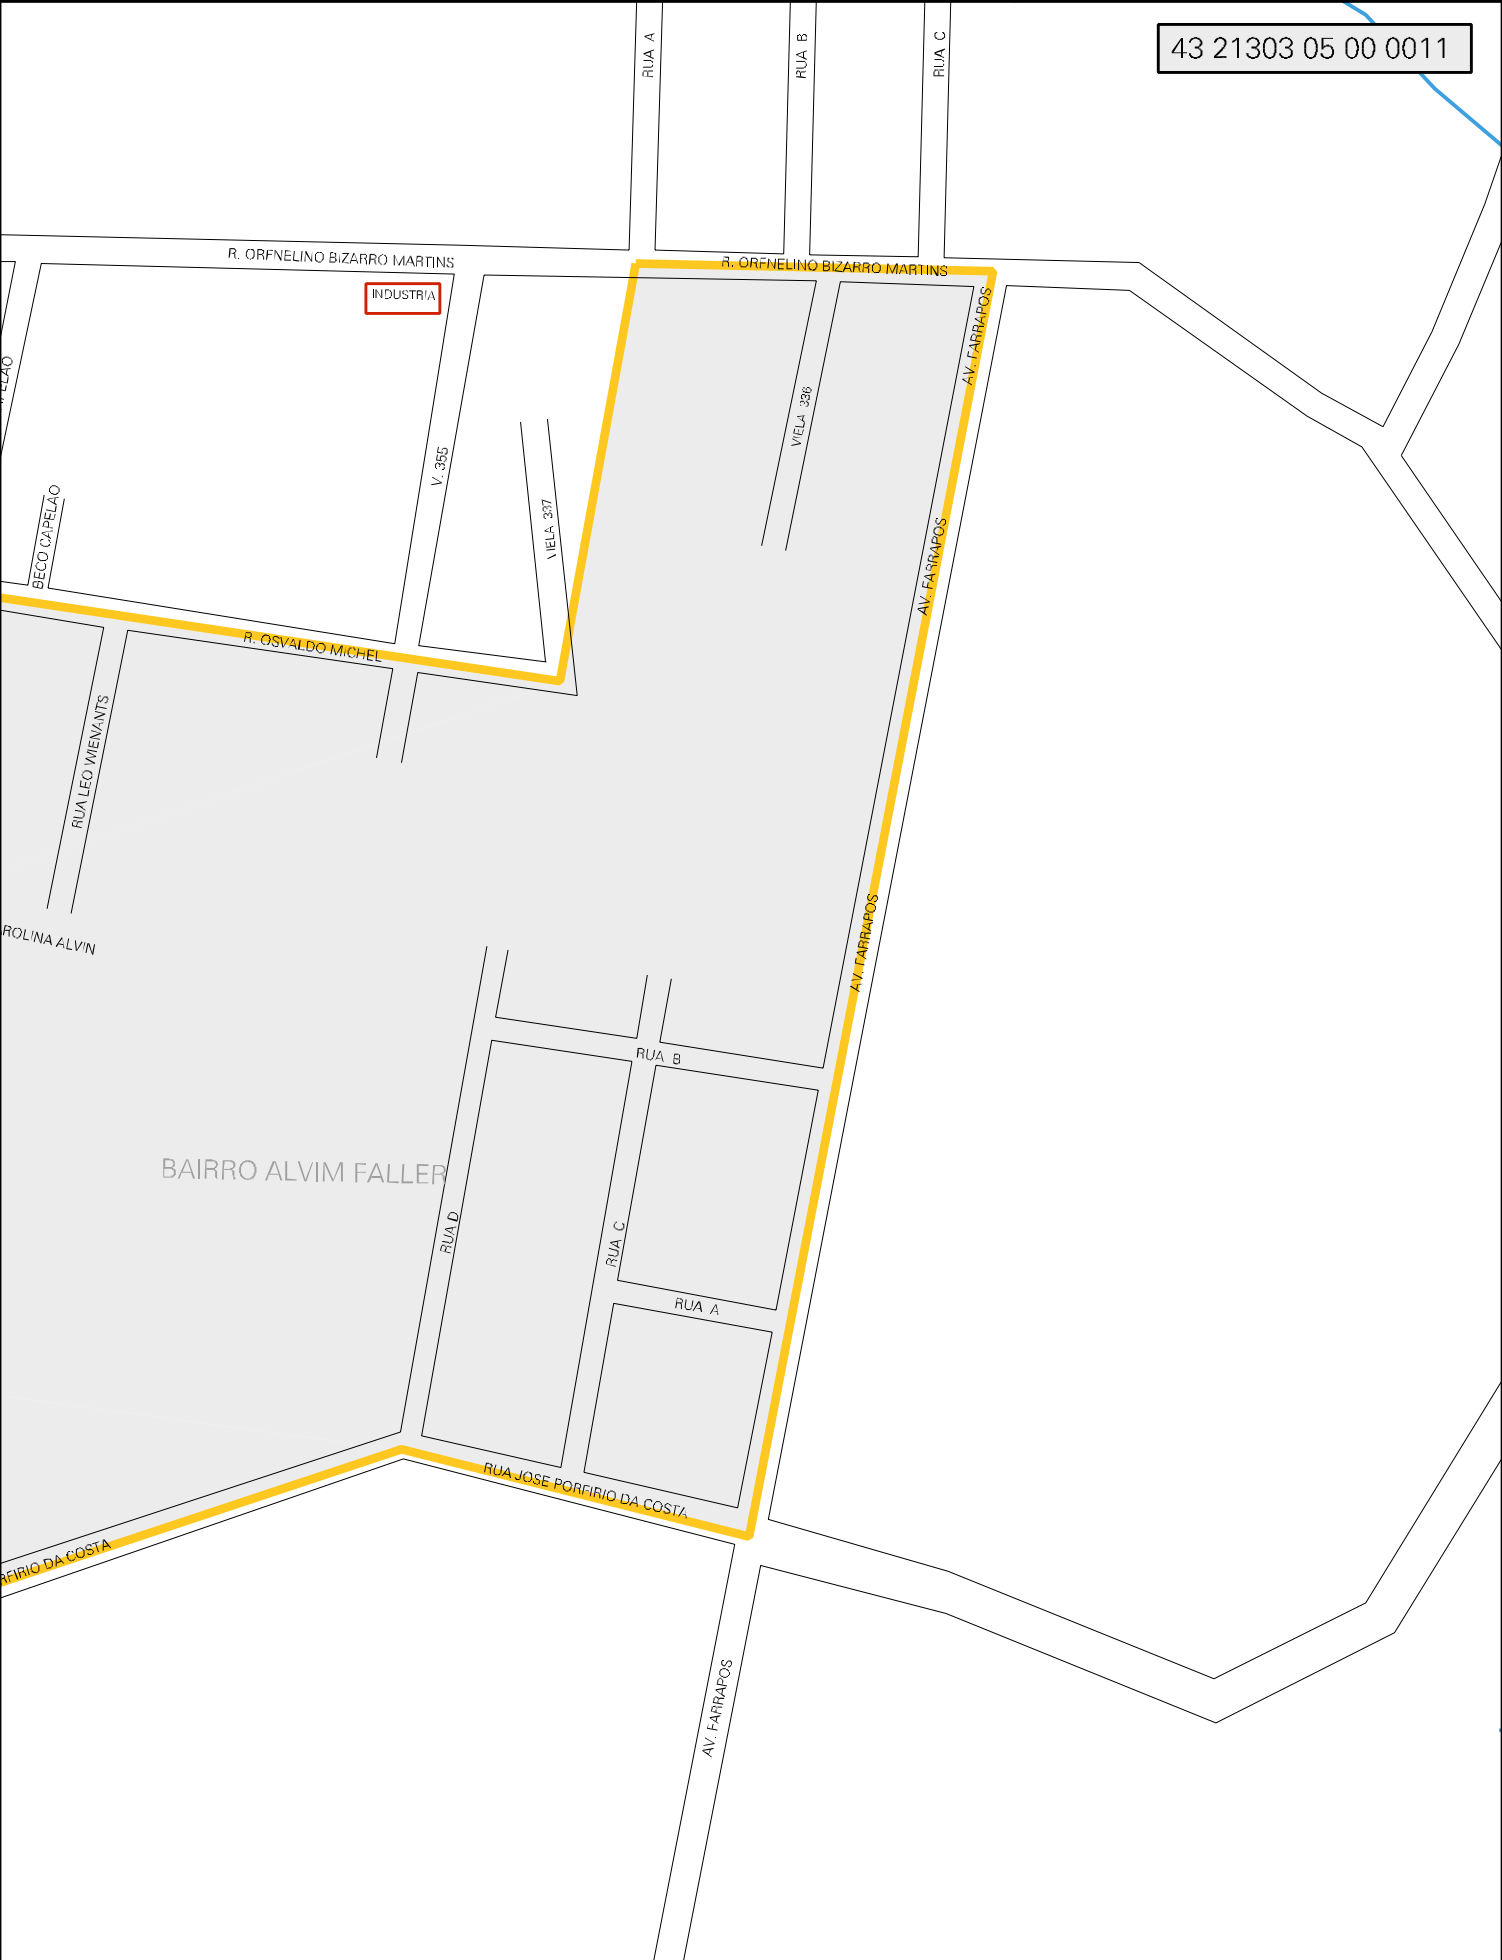 RUA A
RUA B
RUA C
43 21303 05 00 0011
R. ORFNELINO BIZARRO MARTINS
R. ORFNELINO BIZARRO MARTINS
INDUSTRIA
AV. FARRAPOS
VIELA 336
V. 355
BECO CAPELAO
VIELA 337
AV. FARRAPOS
R. OSVALDO MICHEL
RUA LEO WIENANTS
ROLINA ALVIN
AV. FARRAPOS
RUA B
BAIRRO ALVIM FALLER
RUA D
RUA C
RUA A
RUA JOSE PORFIRIO DA COSTA
RFIRIO DA COSTA
AV. FARRAPOS